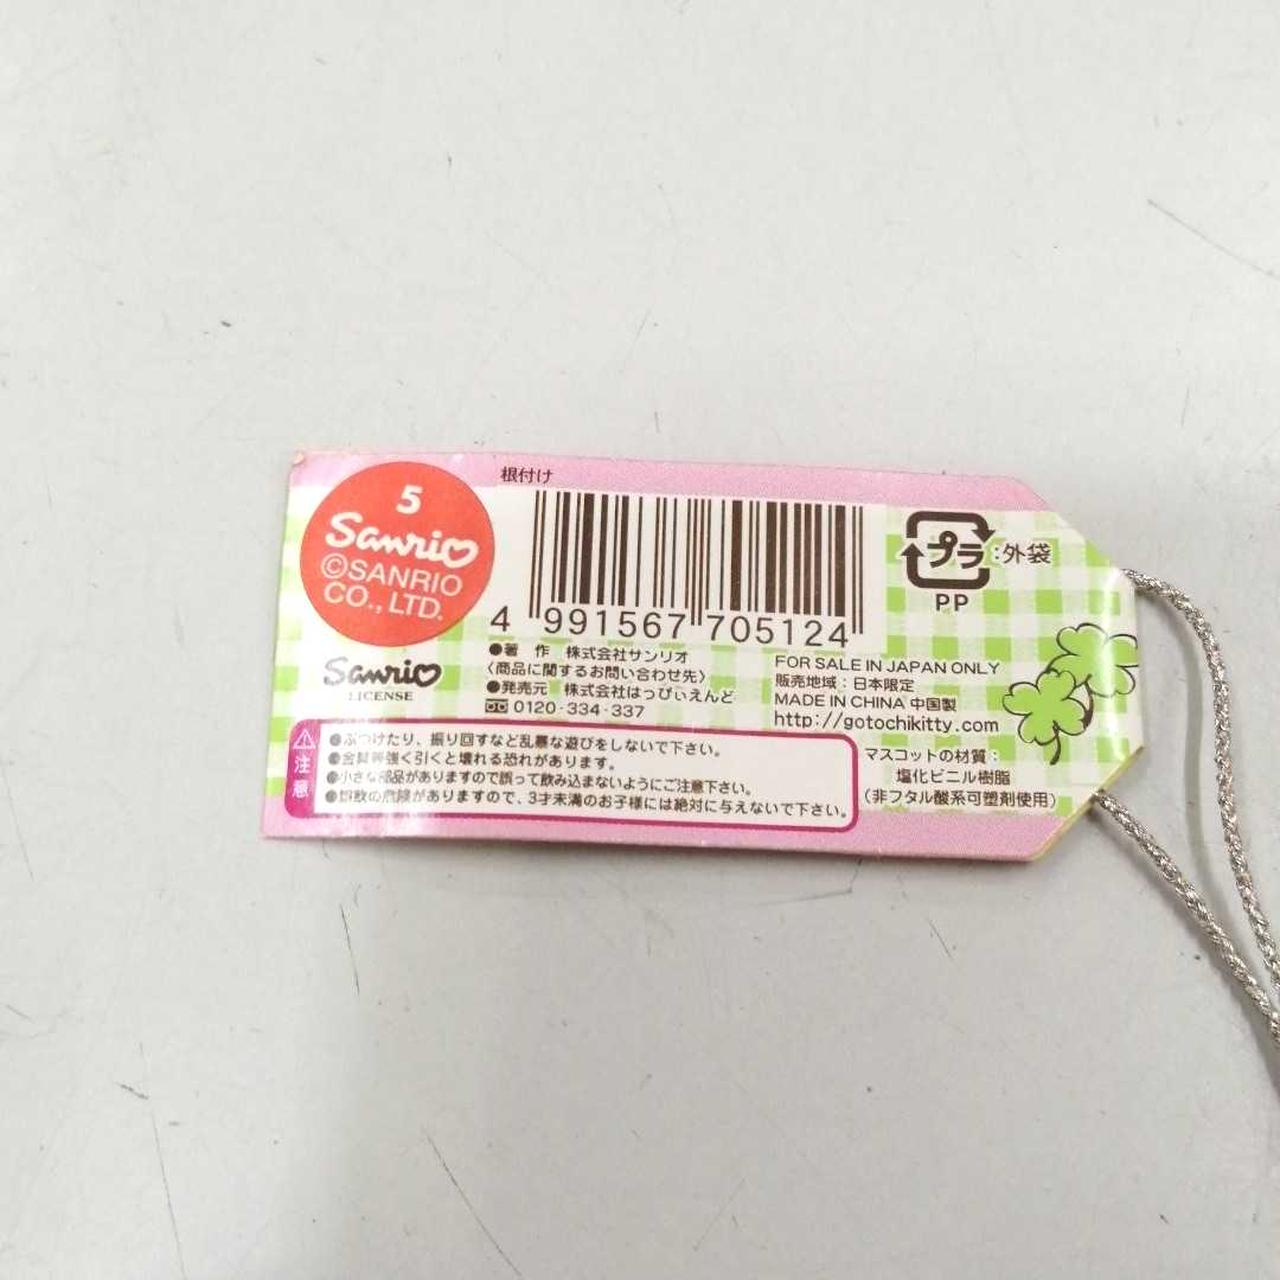 5
Sanrio
©SANRIO
CO., LTD.
Sanrio
LICENSE
根付け
4 991567 705124
プラ:外袋
PP
●著 作 株式会社サンリオ
〈商品に関するお問い合わせ先〉
●発売元 株式会社はっぴぃえんど
0120-334-337
FOR SALE IN JAPAN ONLY
販売地域：日本限定
MADE IN CHINA 中国製
http://gotochikitty.com
注意
●ぶつけたり、振り回すなど乱暴な遊びをしないで下さい。
●金具等強く引くと壊れる恐れがあります。
●小さな部品がありますので誤って飲み込まないようにご注意下さい。
●誤飲の危険がありますので、3才未満のお子様には絶対に与えないで下さい。
マスコットの材質：
塩化ビニル樹脂
（非フタル酸系可塑剤使用）